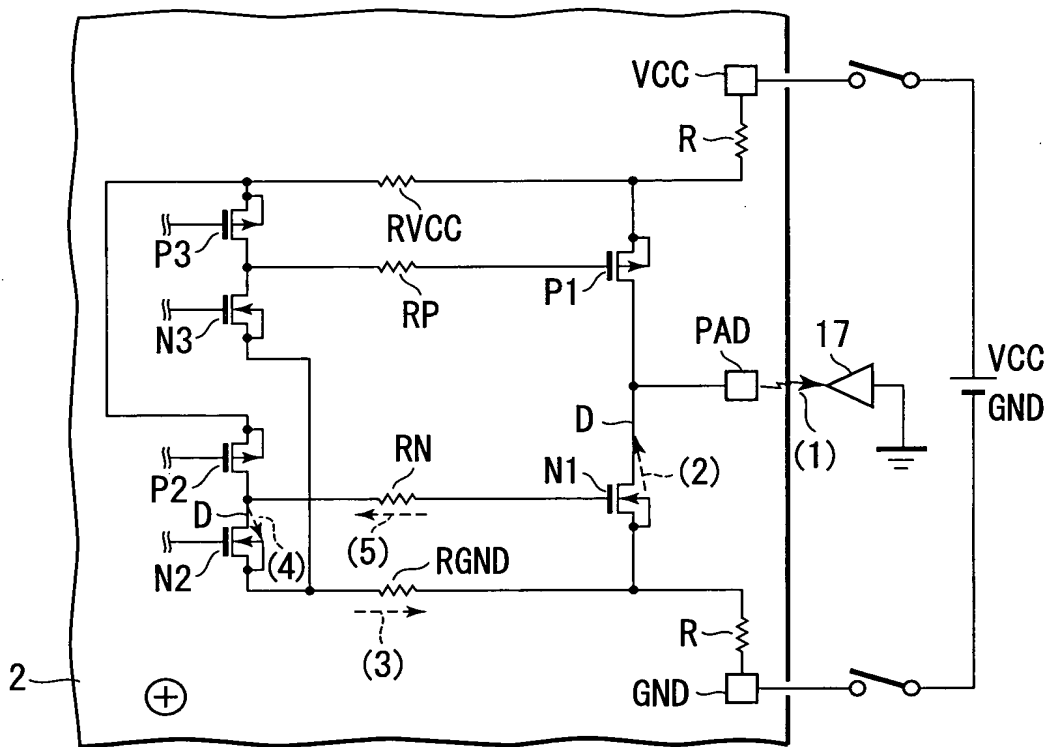 VCC
R
RVCC
P3
P1
RP
N3
PAD
17
VCC
GND
D
(1)
RN
N1
(2)
P2
D
(4)
(5)
N2
RGND
(3)
R
2
GND